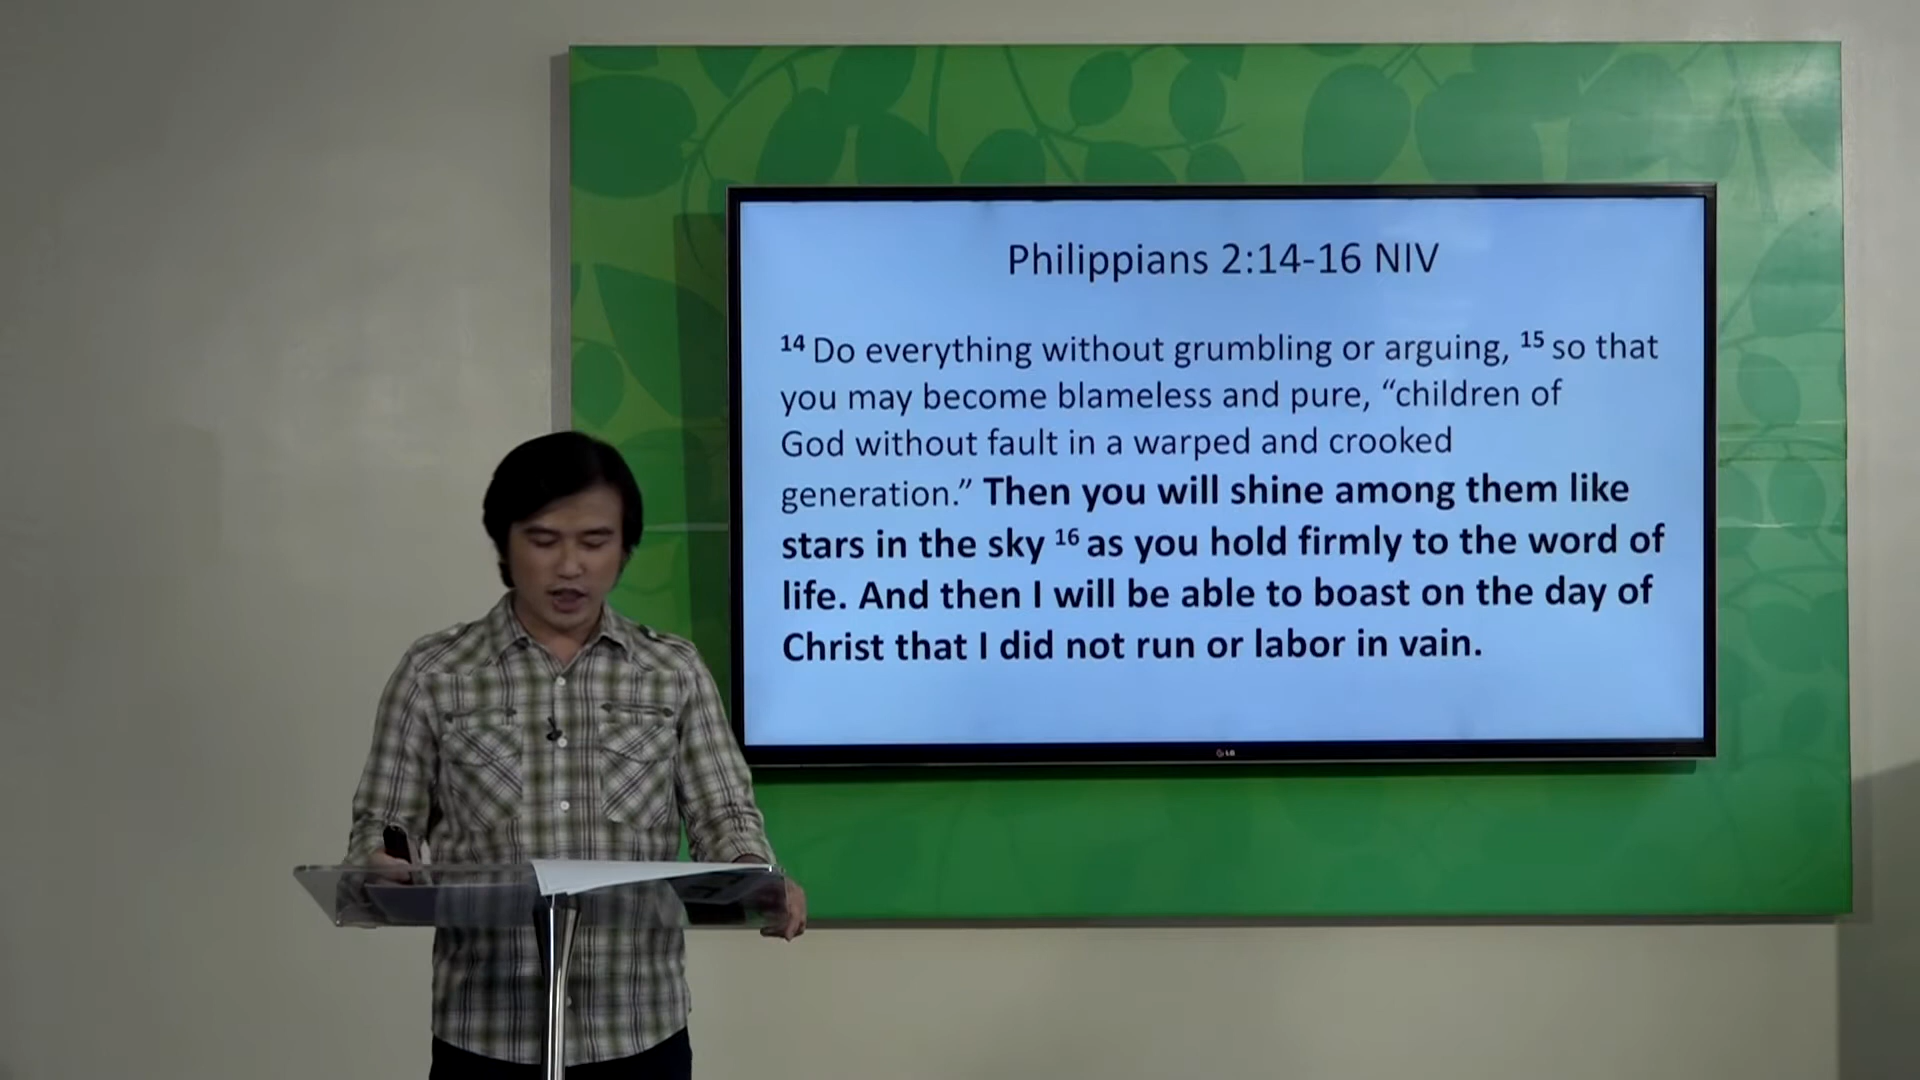 Philippians 2:14-16 NIV
14 Do everything without grumbling or arguing, 15 so that
you may become blameless and pure, “children of
God without fault in a warped and crooked
generation.” Then you will shine among them like
stars in the sky 16 as you hold firmly to the word of
life. And then I will be able to boast on the day of
Christ that I did not run or labor in vain.
LG